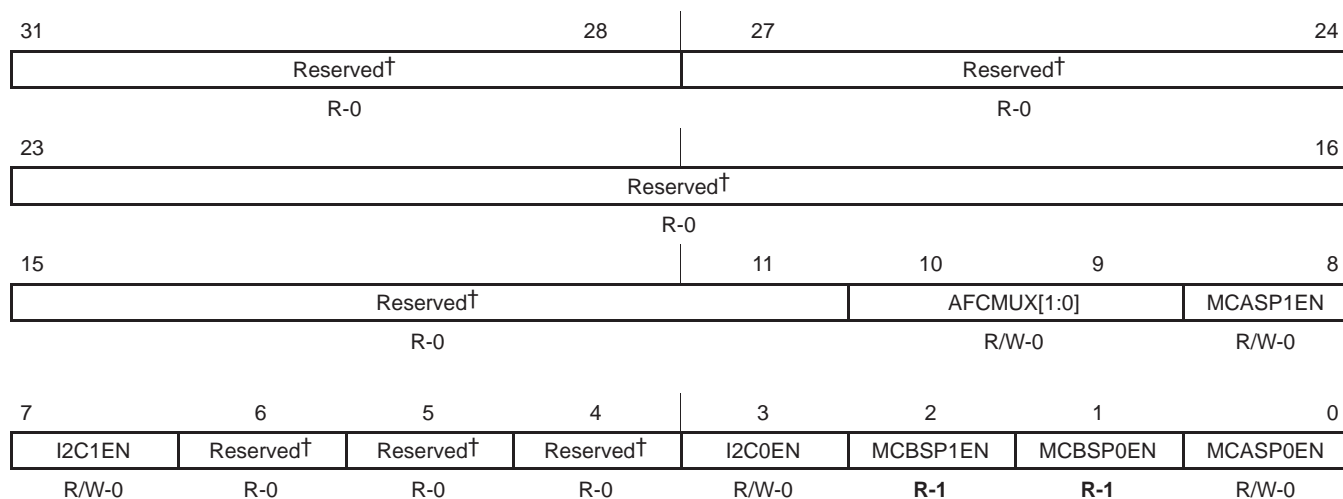 31 28 27 24
Reserved† Reserved†
R-0 R-0
23 16
Reserved†
R-0
15 11 10 9 8
Reserved† AFCMUX[1:0] MCASP1EN
R-0 R/W-0 R/W-0
7 6 5 4 3 2 1 0
I2C1EN Reserved† Reserved† Reserved† I2C0EN MCBSP1EN MCBSP0EN MCASP0EN
R/W-0 R-0 R-0 R-0 R/W-0 R-1 R-1 R/W-0